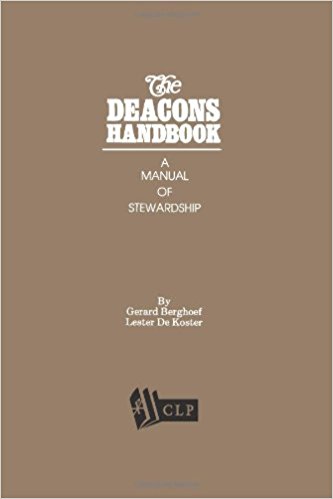 The
DEACONS
HANDBOOK
A
MANUAL
OF
STEWARDSHIP
By
Gerard Berghoef
Lester De Koster
CLP